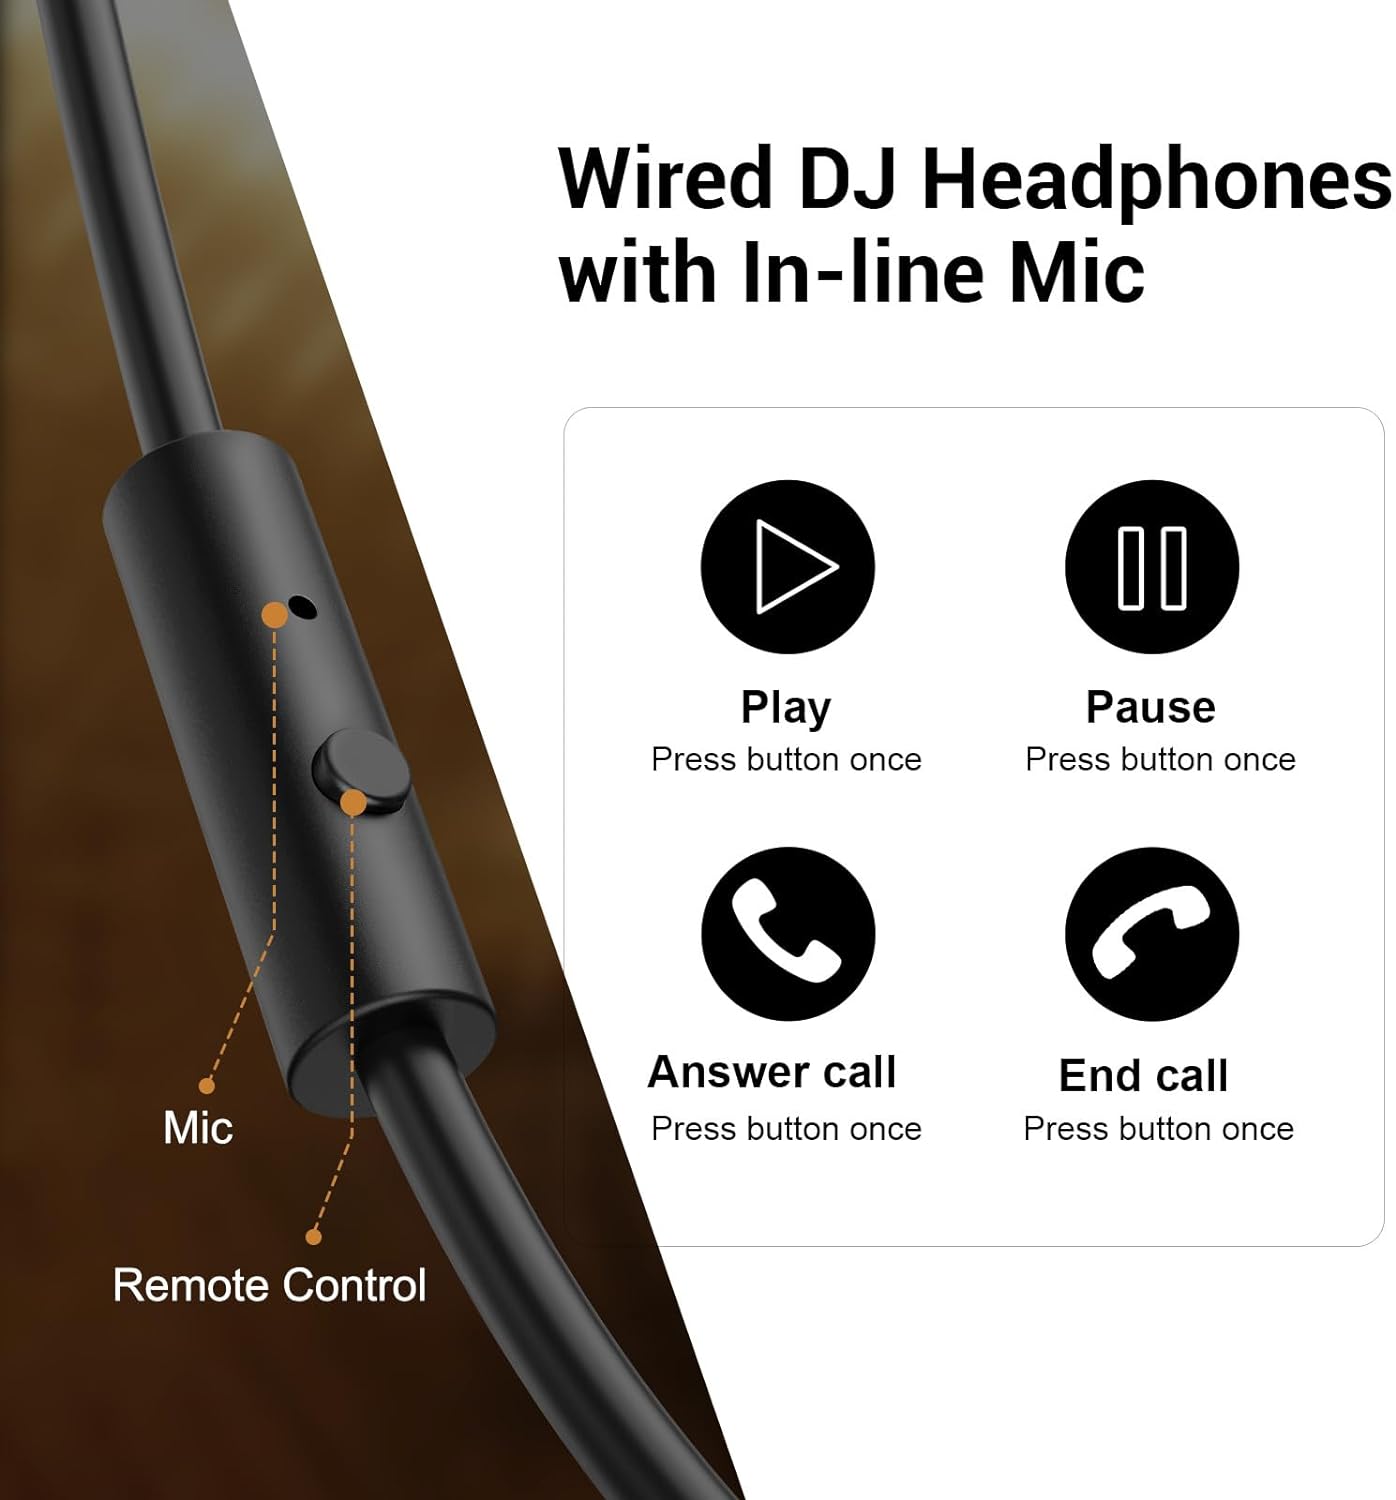 Wired DJ Headphones
with In-line Mic
Play
Press button once
Pause
Press button once
Answer call
Press button once
End call
Press button once
Mic
Remote Control